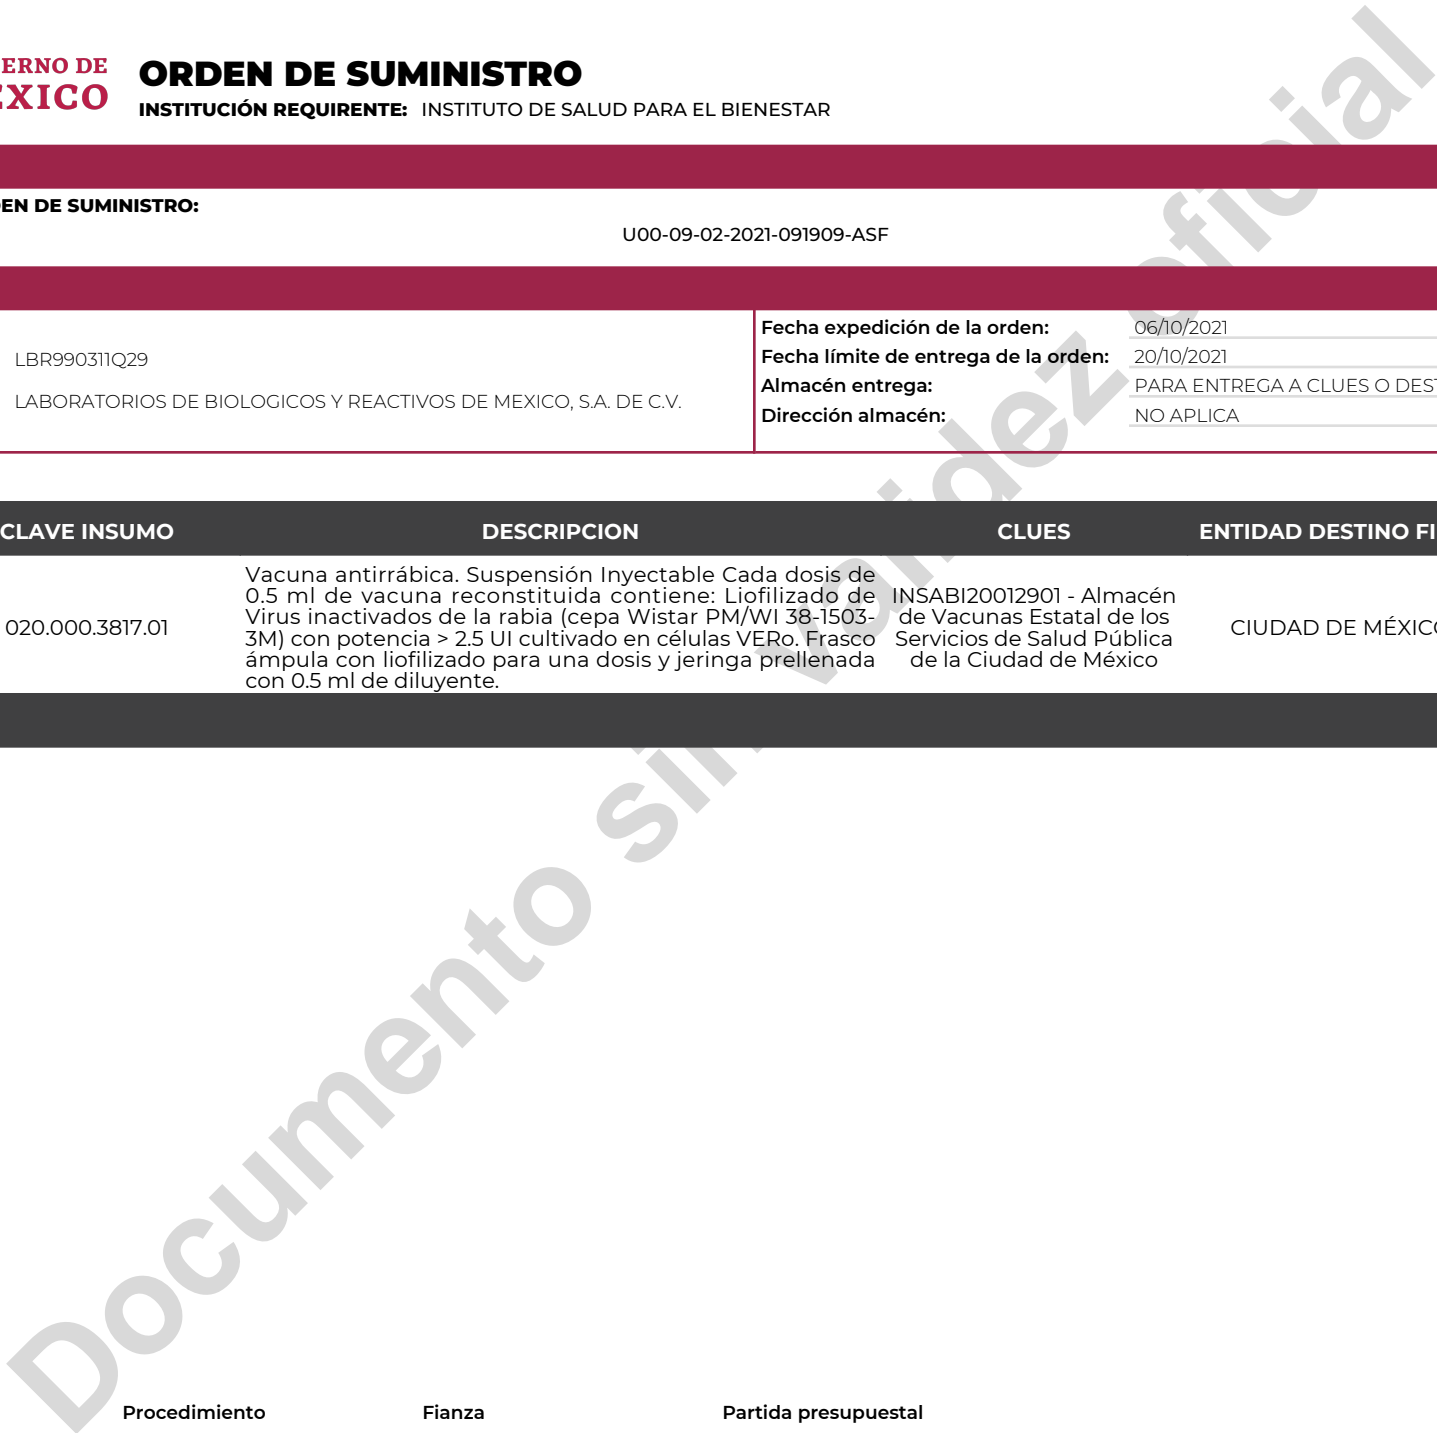 ERNO DE
ÉXICO
ORDEN DE SUMINISTRO
INSTITUCIÓN REQUIRENTE: INSTITUTO DE SALUD PARA EL BIENESTAR
EN DE SUMINISTRO:
U00-09-02-2021-091909-ASF
LBR990311Q29
LABORATORIOS DE BIOLOGICOS Y REACTIVOS DE MEXICO, S.A. DE C.V.
Fecha expedición de la orden: 06/10/2021
Fecha límite de entrega de la orden: 20/10/2021
Almacén entrega: PARA ENTREGA A CLUES O DEST
Dirección almacén: NO APLICA
CLAVE INSUMO DESCRIPCION CLUES ENTIDAD DESTINO FI
020.000.3817.01
Vacuna antirrábica. Suspensión Inyectable Cada dosis de
0.5 ml de vacuna reconstituida contiene: Liofilizado de
Virus inactivados de la rabia (cepa Wistar PM/WI 38-1503-
3M) con potencia > 2.5 UI cultivado en células VERo. Frasco
ámpula con liofilizado para una dosis y jeringa prellenada
con 0.5 ml de diluyente.
INSABI20012901 - Almacén
de Vacunas Estatal de los
Servicios de Salud Pública
de la Ciudad de México
CIUDAD DE MÉXICO
Documento sin validez oficial
Procedimiento Fianza Partida presupuestal